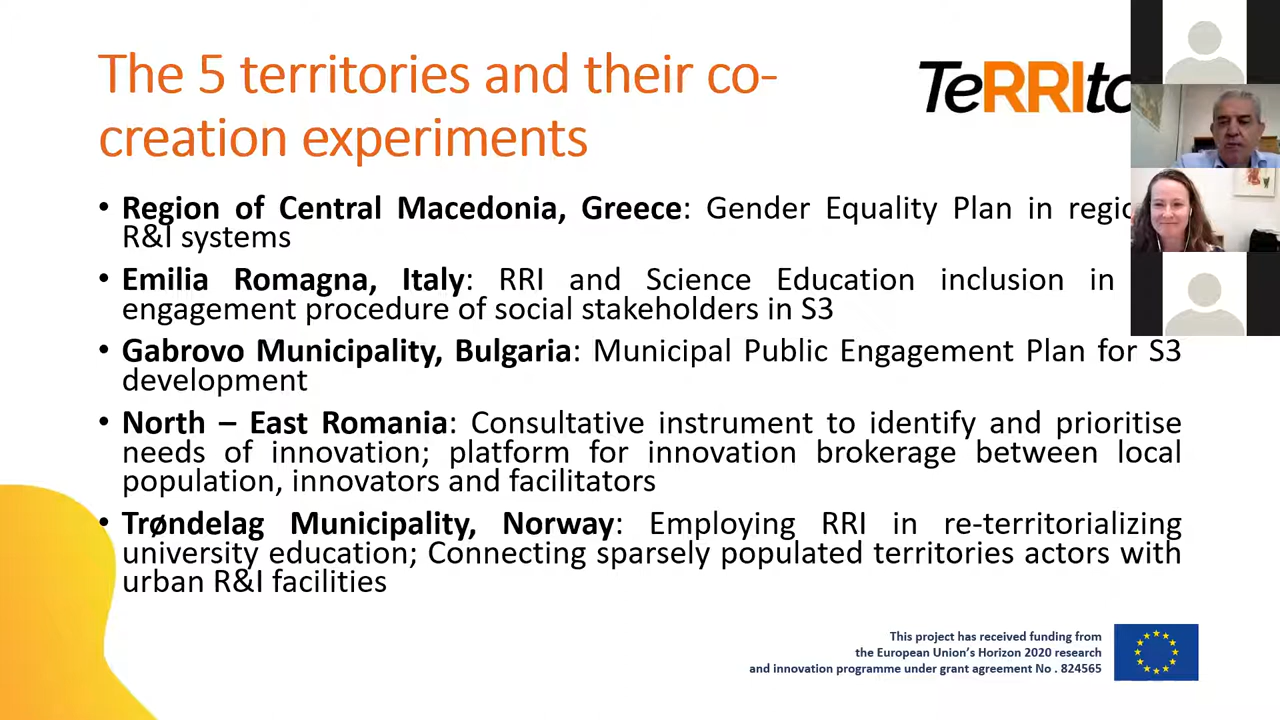 The 5 territories and their co-
creation experiments
TeRRItc
• Region of Central Macedonia, Greece: Gender Equality Plan in regio
R&I systems
• Emilia Romagna, Italy: RRI and Science Education inclusion in
engagement procedure of social stakeholders in S3
• Gabrovo Municipality, Bulgaria: Municipal Public Engagement Plan for S3
development
• North – East Romania: Consultative instrument to identify and prioritise
needs of innovation; platform for innovation brokerage between local
population, innovators and facilitators
• Trøndelag Municipality, Norway: Employing RRI in re-territorializing
university education; Connecting sparsely populated territories actors with
urban R&I facilities
This project has received funding from
the European Union's Horizon 2020 research
and innovation programme under grant agreement No . 824565